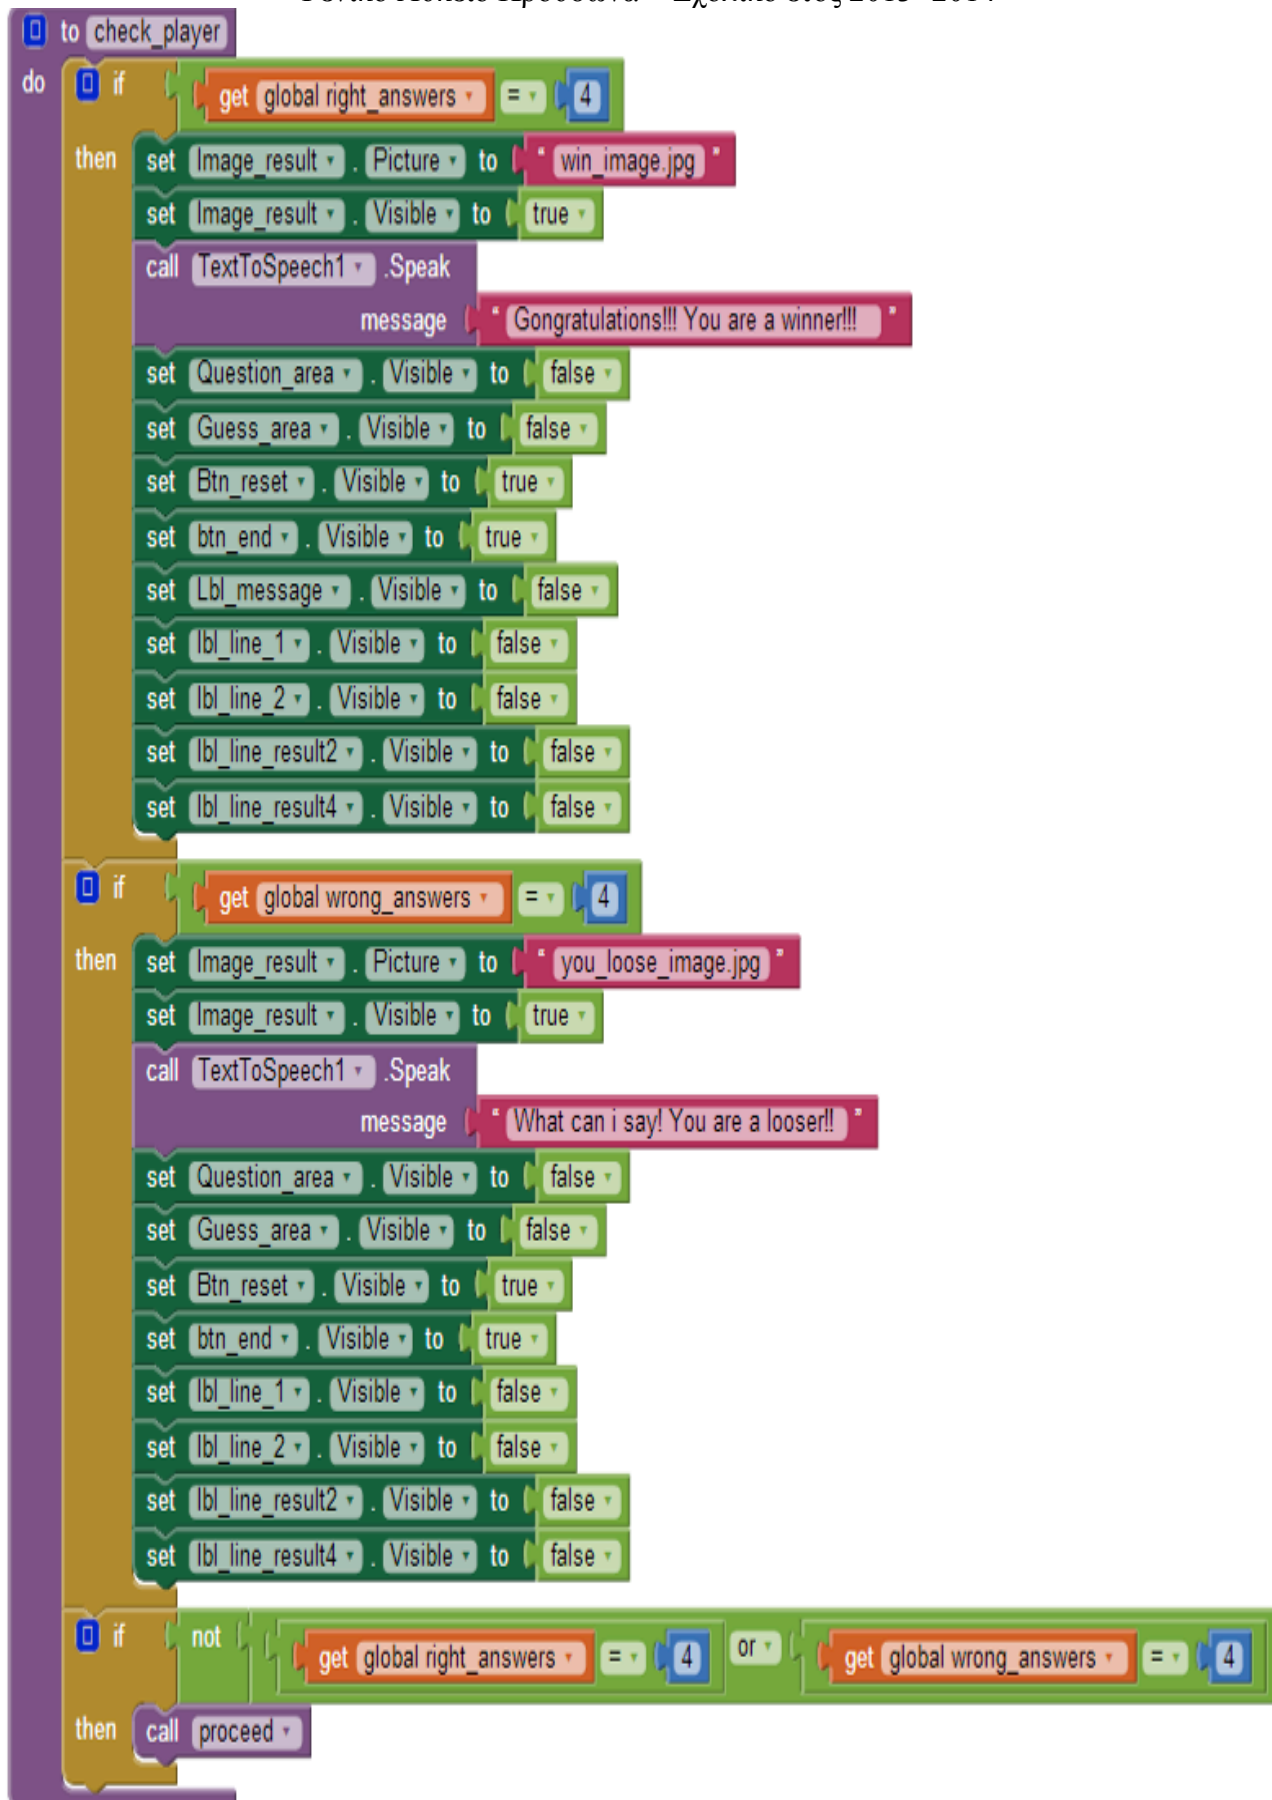 to check_player
do if get global right_answers = 4
then set Image_result . Picture to " win_image.jpg "
set Image_result . Visible to true
call TextToSpeech1 .Speak
message " Gongratulations!!! You are a winner!!! "
set Question_area . Visible to false
set Guess_area . Visible to false
set Btn_reset . Visible to true
set btn_end . Visible to true
set Lbl_message . Visible to false
set lbl_line_1 . Visible to false
set lbl_line_2 . Visible to false
set lbl_line_result2 . Visible to false
set lbl_line_result4 . Visible to false
if get global wrong_answers = 4
then set Image_result . Picture to " you_loose_image.jpg "
set Image_result . Visible to true
call TextToSpeech1 .Speak
message " What can i say! You are a looser!! "
set Question_area . Visible to false
set Guess_area . Visible to false
set Btn_reset . Visible to true
set btn_end . Visible to true
set lbl_line_1 . Visible to false
set lbl_line_2 . Visible to false
set lbl_line_result2 . Visible to false
set lbl_line_result4 . Visible to false
if not get global right_answers = 4 or get global wrong_answers = 4
then call proceed